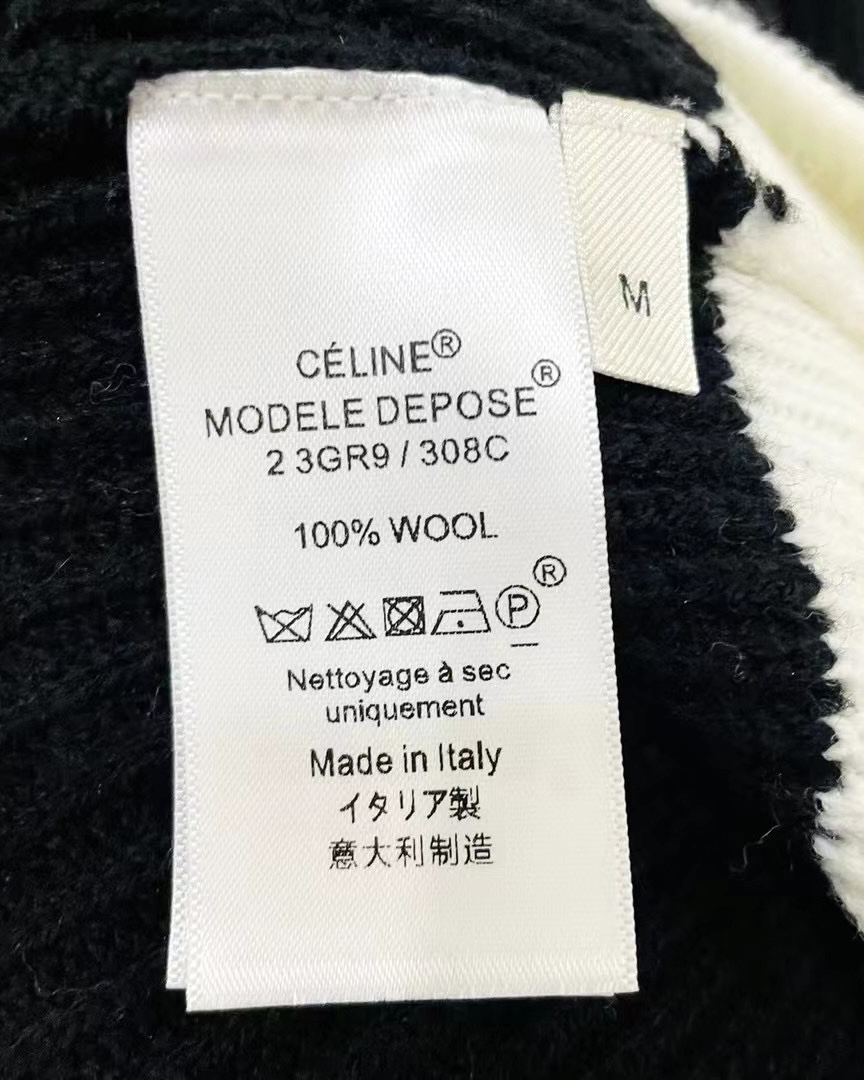 CÉLINE®
MODELE DEPOSE®
2 3GR9 / 308C
M
100% WOOL
P®
Nettoyage à sec
uniquement
Made in Italy
イタリア製
意大利制造